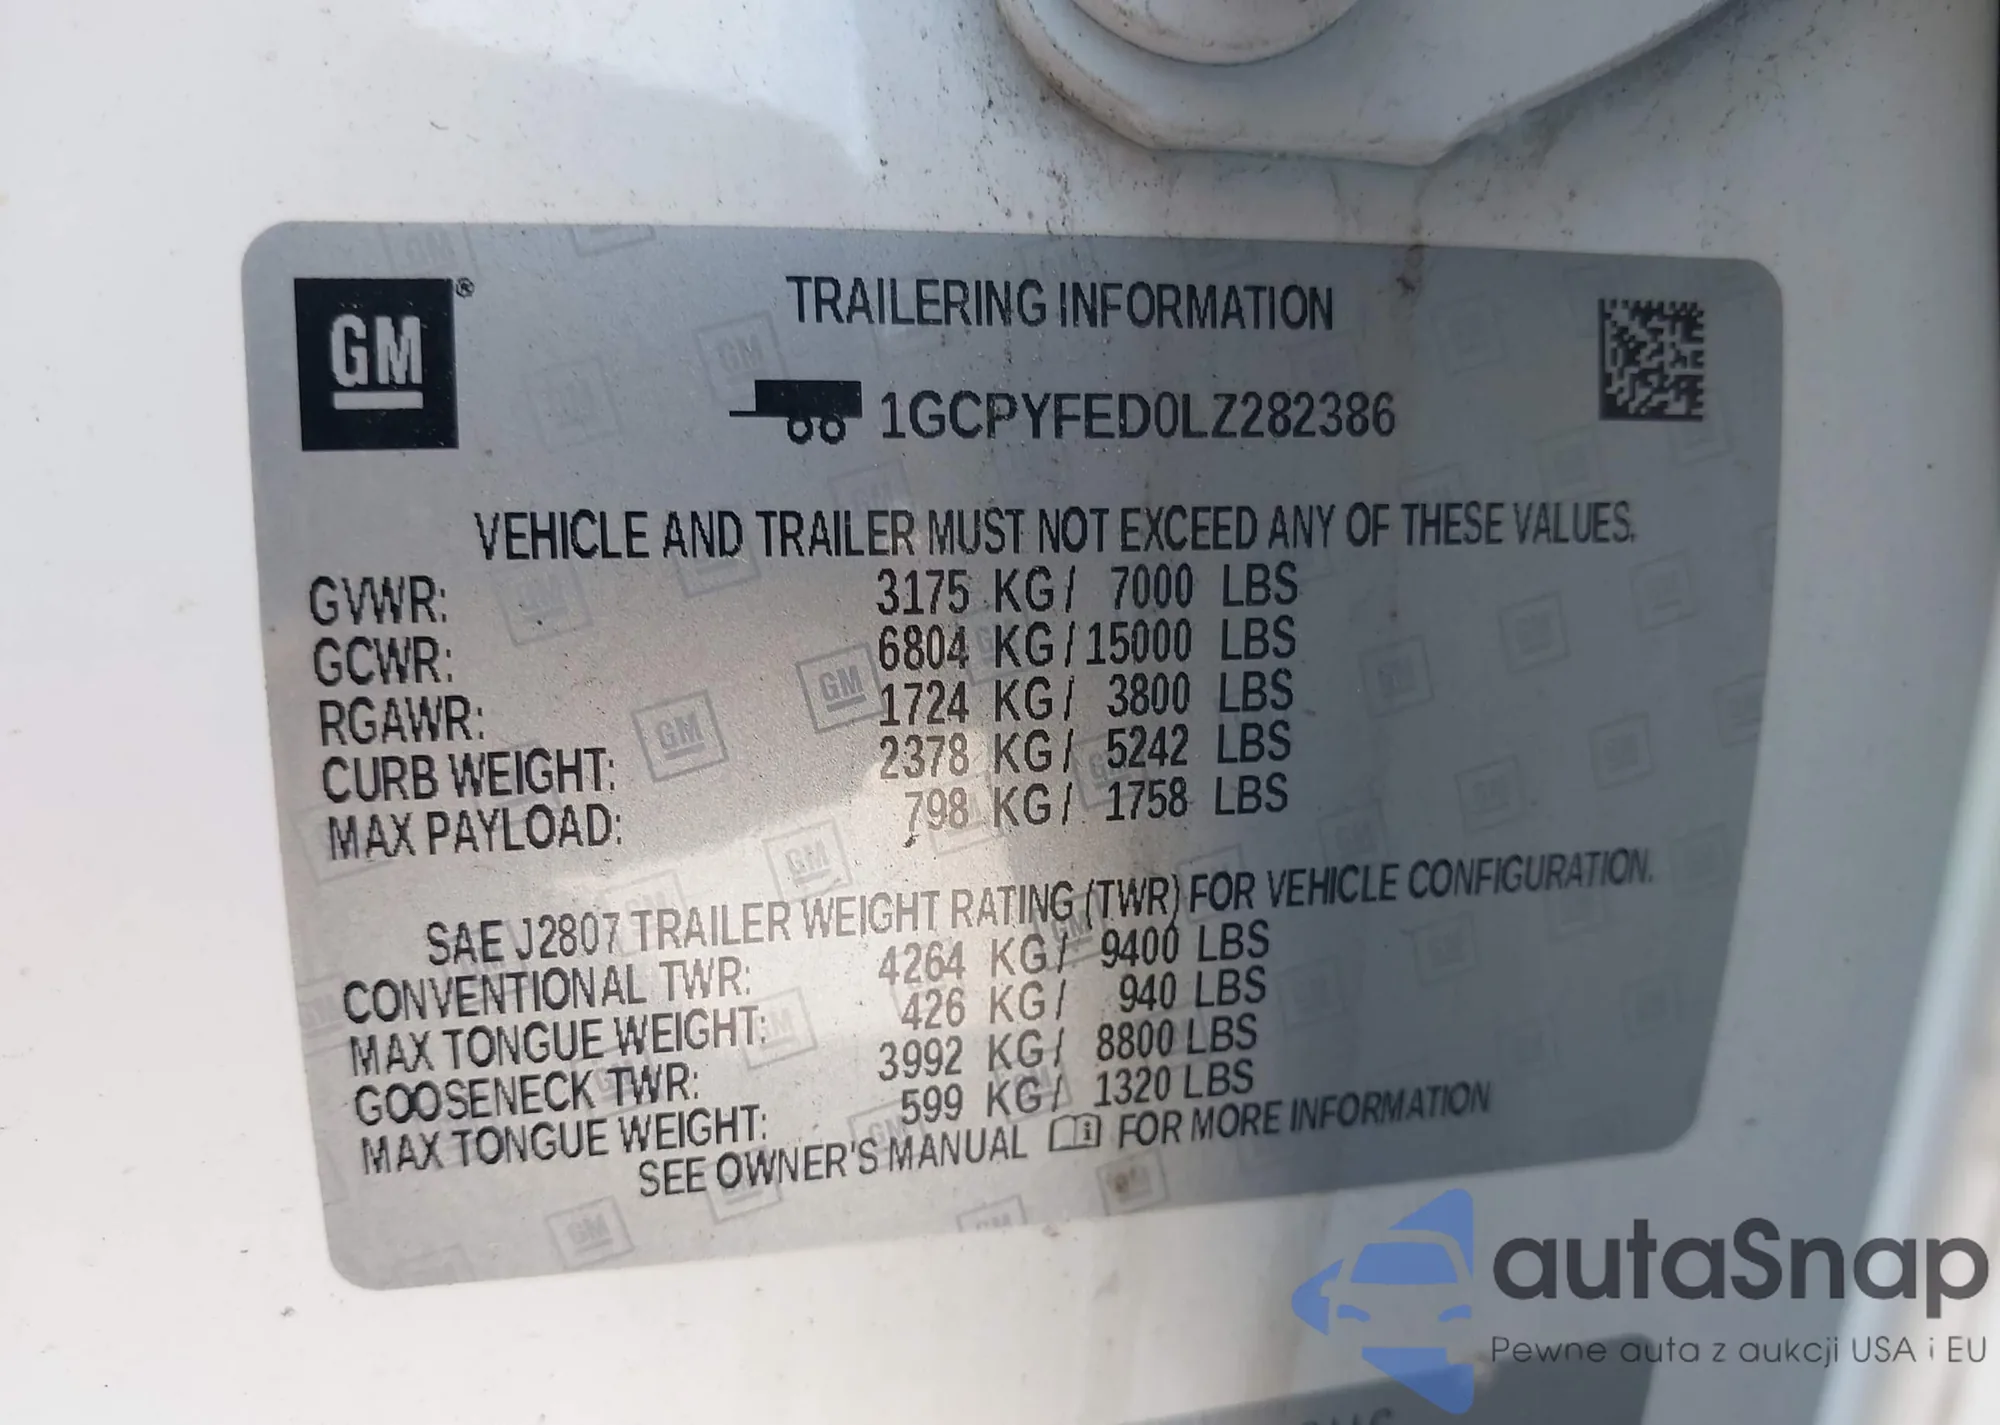 GM ®
TRAILERING INFORMATION
1GCPYFED0LZ282386
VEHICLE AND TRAILER MUST NOT EXCEED ANY OF THESE VALUES.
GVWR: 3175 KG / 7000 LBS
GCWR: 6804 KG / 15000 LBS
RGAWR: 1724 KG / 3800 LBS
CURB WEIGHT: 2378 KG / 5242 LBS
MAX PAYLOAD: 798 KG / 1758 LBS
SAE J2807 TRAILER WEIGHT RATING (TWR) FOR VEHICLE CONFIGURATION.
CONVENTIONAL TWR: 4264 KG / 9400 LBS
MAX TONGUE WEIGHT: 426 KG / 940 LBS
GOOSENECK TWR: 3992 KG / 8800 LBS
MAX TONGUE WEIGHT: 599 KG / 1320 LBS
SEE OWNER'S MANUAL FOR MORE INFORMATION
autaSnap
Pewne auta z aukcji USA i EU